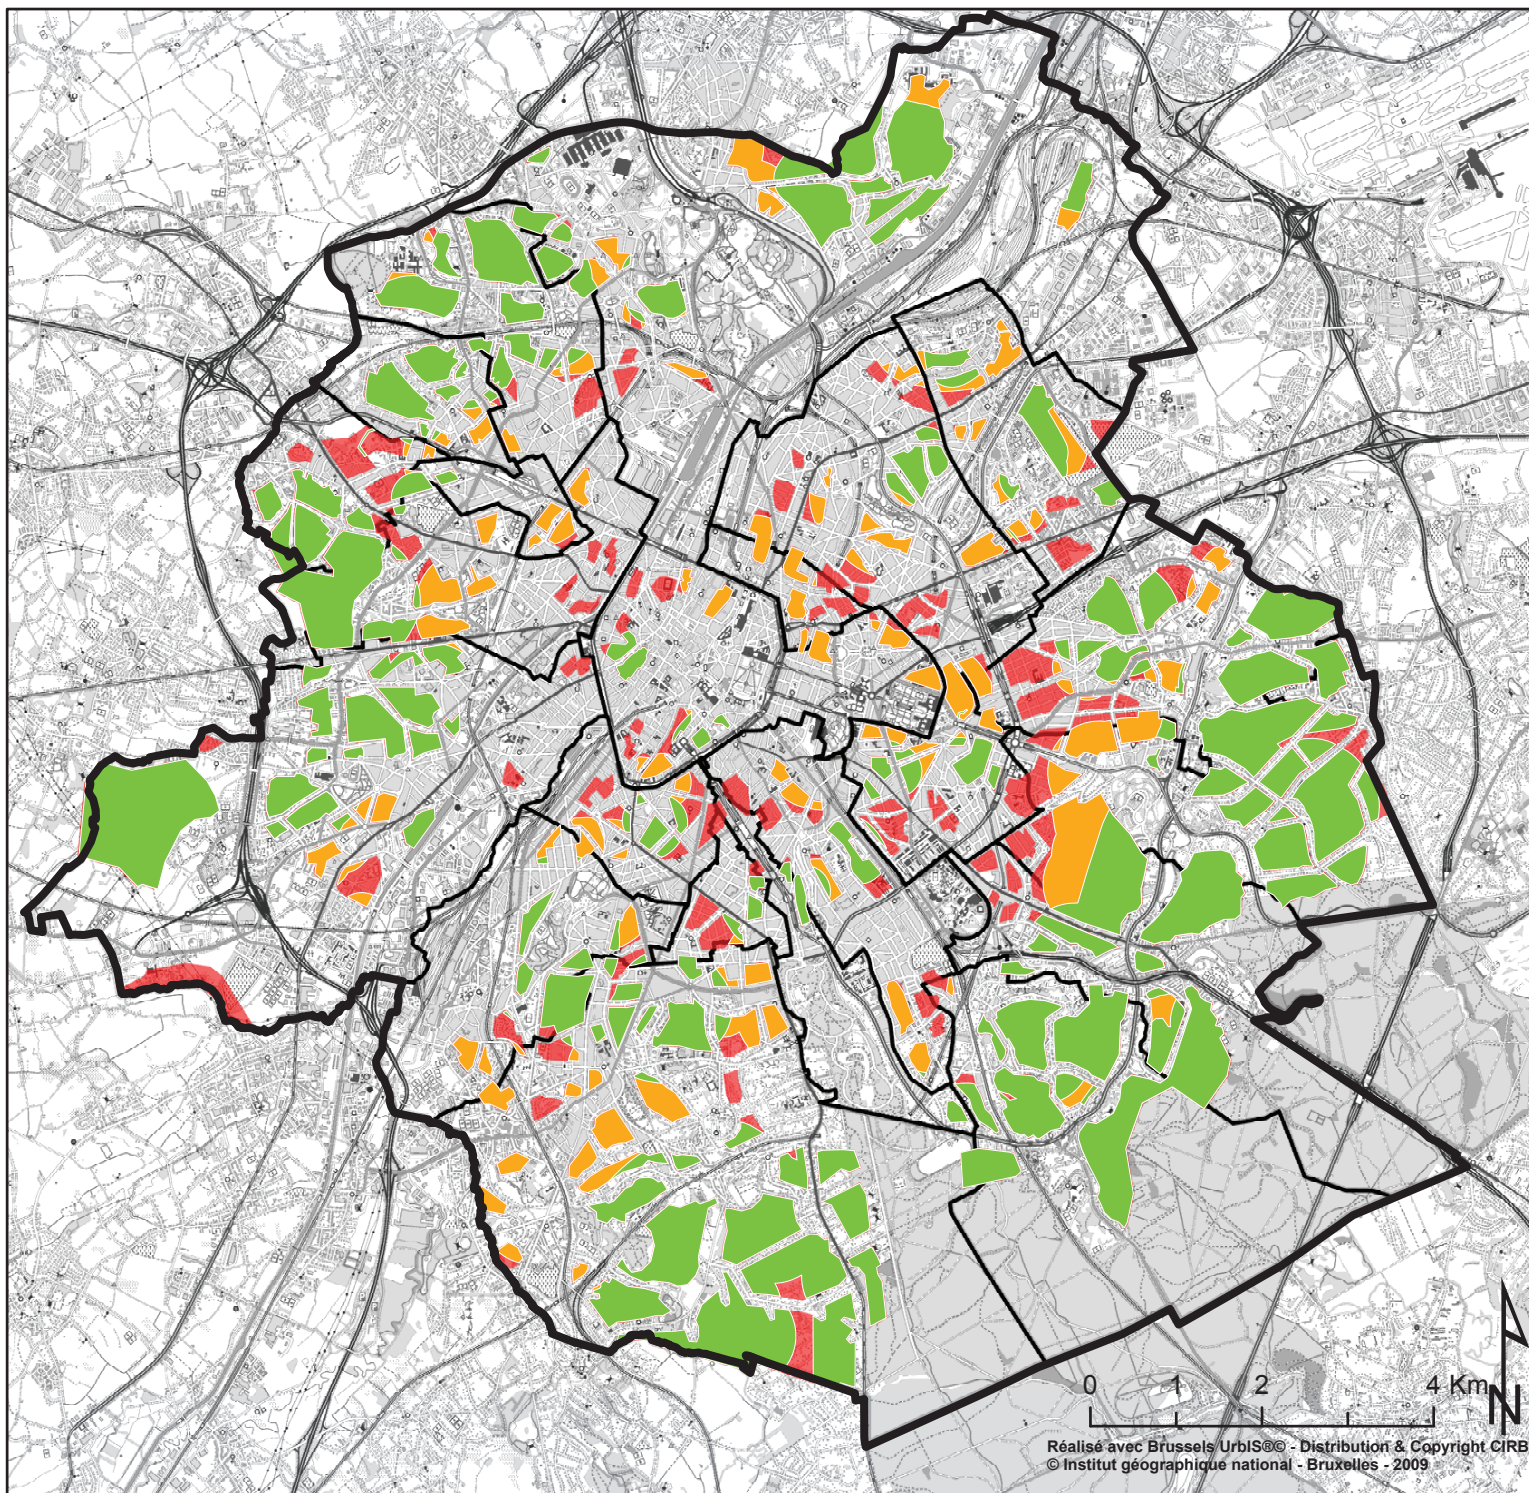 0 1 2 4 Km
N
Réalisé avec Brussels UrbIS®© - Distribution & Copyright CIRB
© Institut géographique national - Bruxelles - 2009